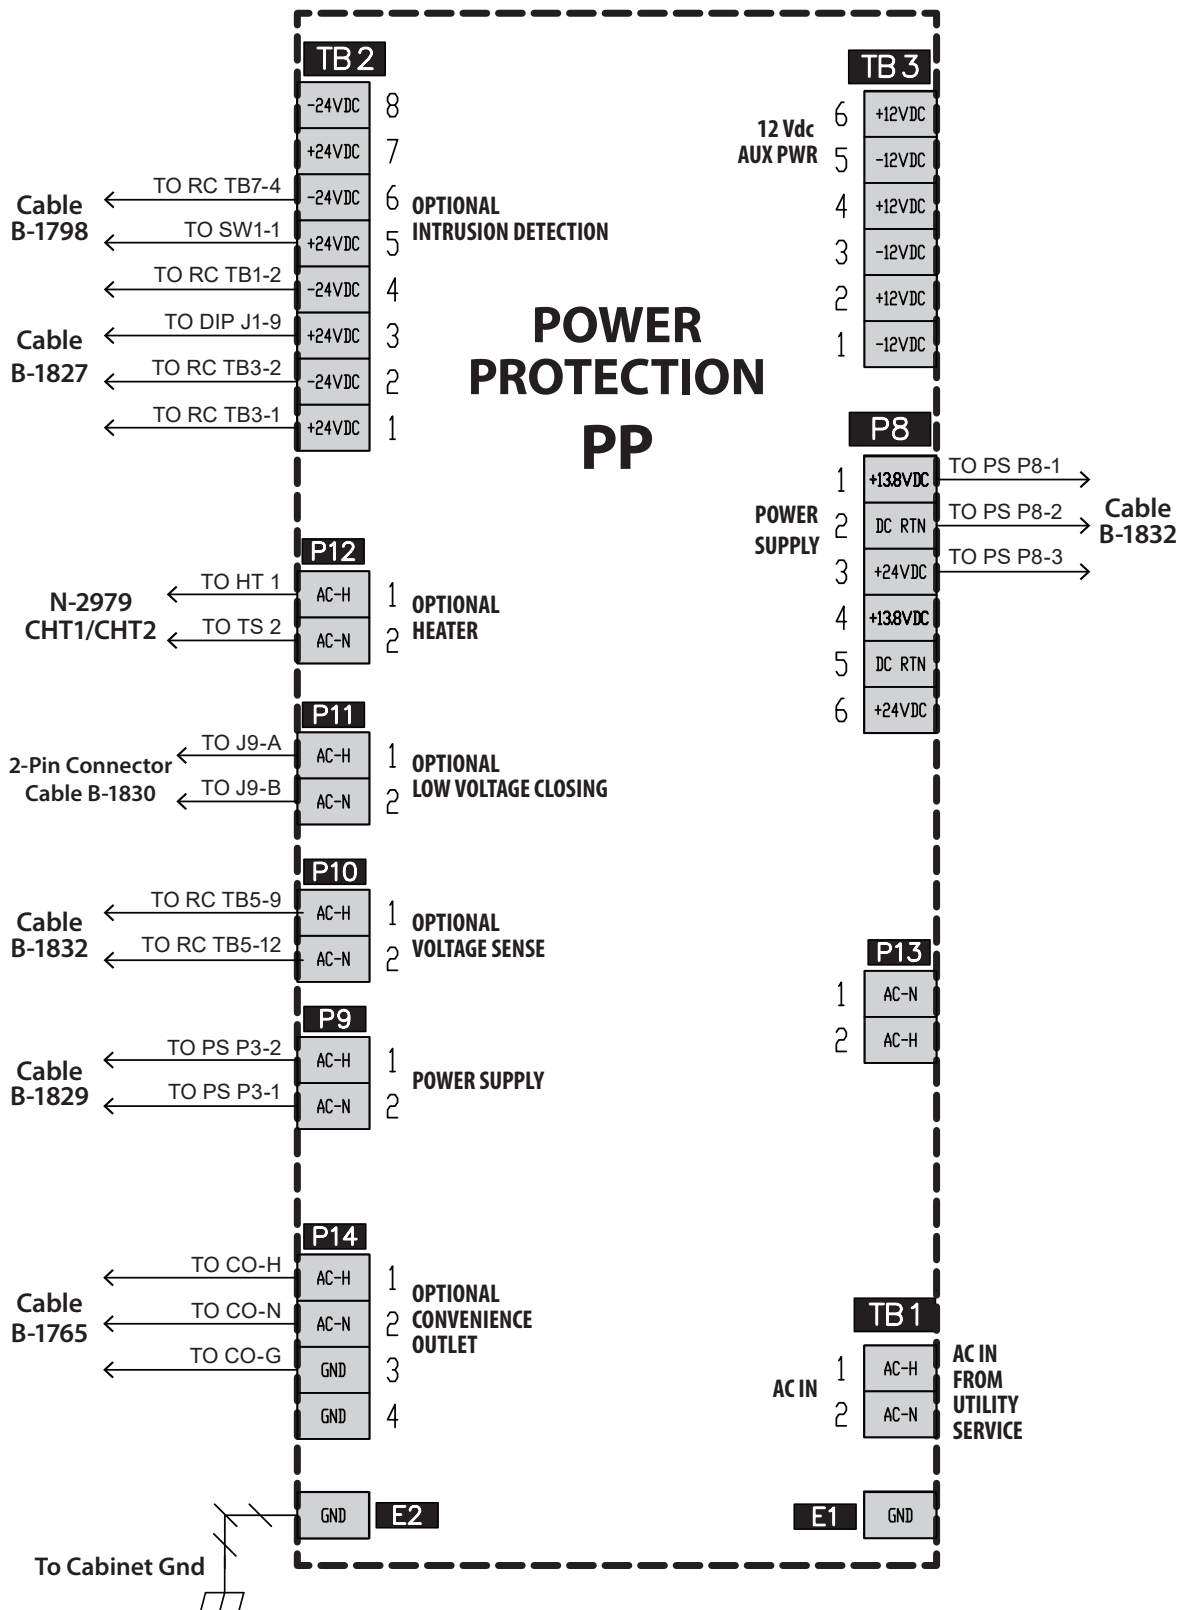 TB 2
-24VDC 8
+24VDC 7
TO RC TB7-4 -24VDC 6
TO SW1-1 +24VDC 5
Cable
B-1798
OPTIONAL
INTRUSION DETECTION
TO RC TB1-2 -24VDC 4
TO DIP J1-9 +24VDC 3
TO RC TB3-2 -24VDC 2
TO RC TB3-1 +24VDC 1
Cable
B-1827
POWER
PROTECTION
PP
TB 3
12 Vdc
AUX PWR
6 +12VDC
5 -12VDC
4 +12VDC
3 -12VDC
2 +12VDC
1 -12VDC
P8
POWER
SUPPLY
1 +13.8VDC TO PS P8-1
2 DC RTN TO PS P8-2
3 +24VDC TO PS P8-3
4 +13.8VDC
5 DC RTN
6 +24VDC
Cable
B-1832
P12
N-2979
CHT1/CHT2
TO HT 1 AC-H 1
TO TS 2 AC-N 2
OPTIONAL
HEATER
P11
2-Pin Connector
Cable B-1830
TO J9-A AC-H 1
TO J9-B AC-N 2
OPTIONAL
LOW VOLTAGE CLOSING
P10
Cable
B-1832
TO RC TB5-9 AC-H 1
TO RC TB5-12 AC-N 2
OPTIONAL
VOLTAGE SENSE
P13
1 AC-N
2 AC-H
P9
Cable
B-1829
TO PS P3-2 AC-H 1
TO PS P3-1 AC-N 2
POWER SUPPLY
P14
Cable
B-1765
TO CO-H AC-H 1
TO CO-N AC-N 2
TO CO-G GND 3
GND 4
OPTIONAL
CONVENIENCE
OUTLET
TB 1
AC IN
1 AC-H
2 AC-N
AC IN
FROM
UTILITY
SERVICE
GND E2
E1 GND
To Cabinet Gnd